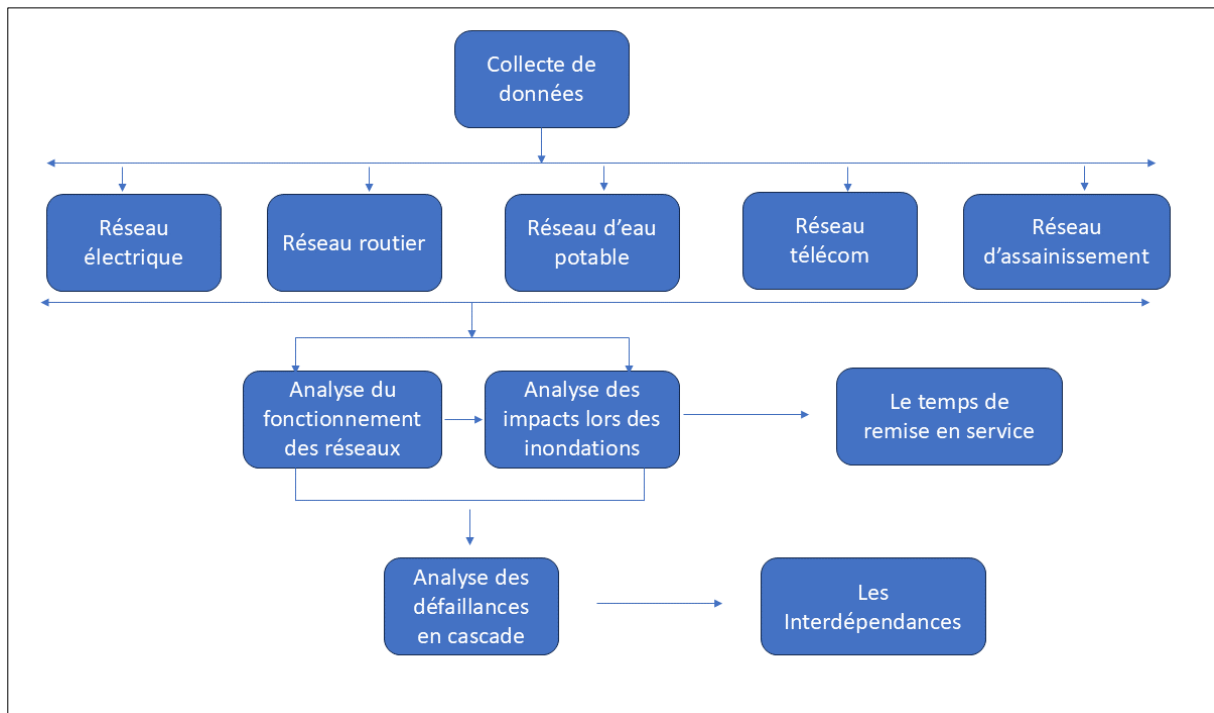 Collecte de
données
Réseau
électrique
Réseau routier
Réseau d'eau
potable
Réseau
télécom
Réseau
d'assainissement
Analyse du
fonctionnement
des réseaux
Analyse des
impacts lors des
inondations
Le temps de
remise en service
Analyse des
défaillances
en cascade
Les
Interdépendances